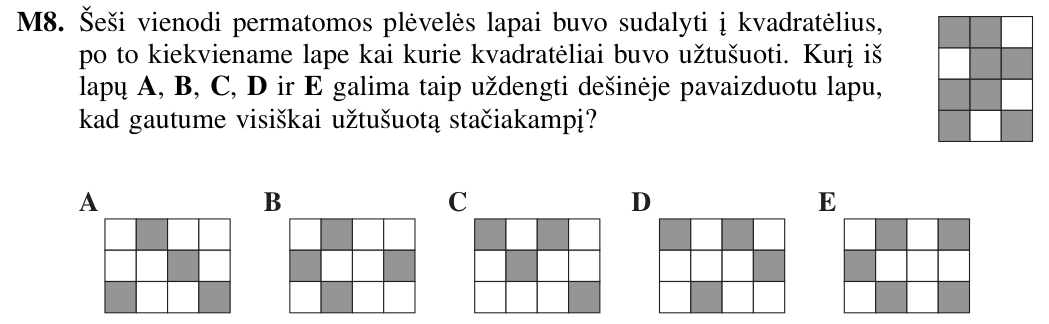 M8. Šeši vienodi permatomos plėvelės lapai buvo sudalyti į kvadratėlius,
po to kiekviename lape kai kurie kvadratėliai buvo užtušuoti. Kurį iš
lapų A, B, C, D ir E galima taip uždengti dešinėje pavaizduotu lapu,
kad gautume visiškai užtušuotą stačiakampį?
A B C D E